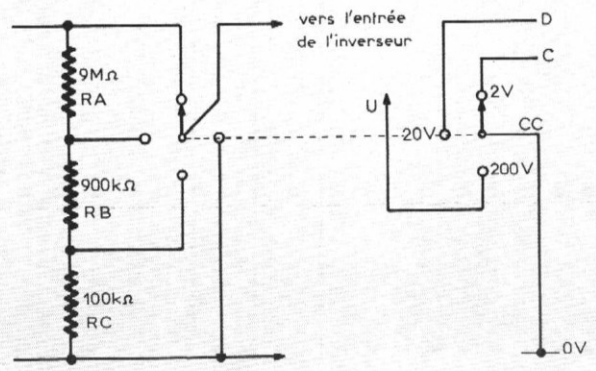 vers l'entrée
de l'inverseur
D
9MΩ
RA
C
U
2V
20V
CC
900kΩ
RB
200V
100kΩ
RC
0V